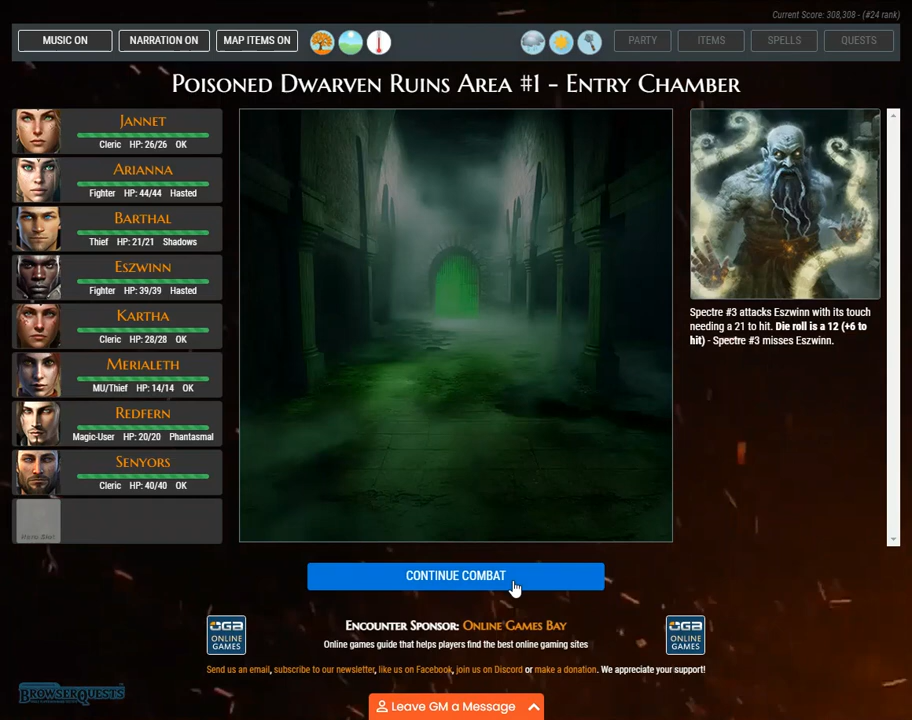 Current Score: 308,308 - (#24 rank)
MUSIC ON
NARRATION ON
MAP ITEMS ON
PARTY
ITEMS
SPELLS
QUESTS
Poisoned Dwarven Ruins Area #1 - Entry Chamber
Jannet
Cleric HP: 26/26 OK
Arianna
Fighter HP: 44/44 Hasted
Barthal
Thief HP: 21/21 Shadows
Eszwinn
Fighter HP: 39/39 Hasted
Kartha
Cleric HP: 28/28 OK
Merialeth
MU/Thief HP: 14/14 OK
Redfern
Magic-User HP: 20/20 Phantasmal
Senyors
Cleric HP: 40/40 OK
Spectre #3 attacks Eszwinn with its touch
needing a 21 to hit. Die roll is a 12 (+6 to
hit) - Spectre #3 misses Eszwinn.
CONTINUE COMBAT
OGA
ONLINE
GAMES
Encounter Sponsor: Online Games Bay
Online games guide that helps players find the best online gaming sites
OGA
ONLINE
GAMES
Send us an email, subscribe to our newsletter, like us on Facebook, join us on Discord or make a donation. We appreciate your support!
BrowserQuests
Leave GM a Message